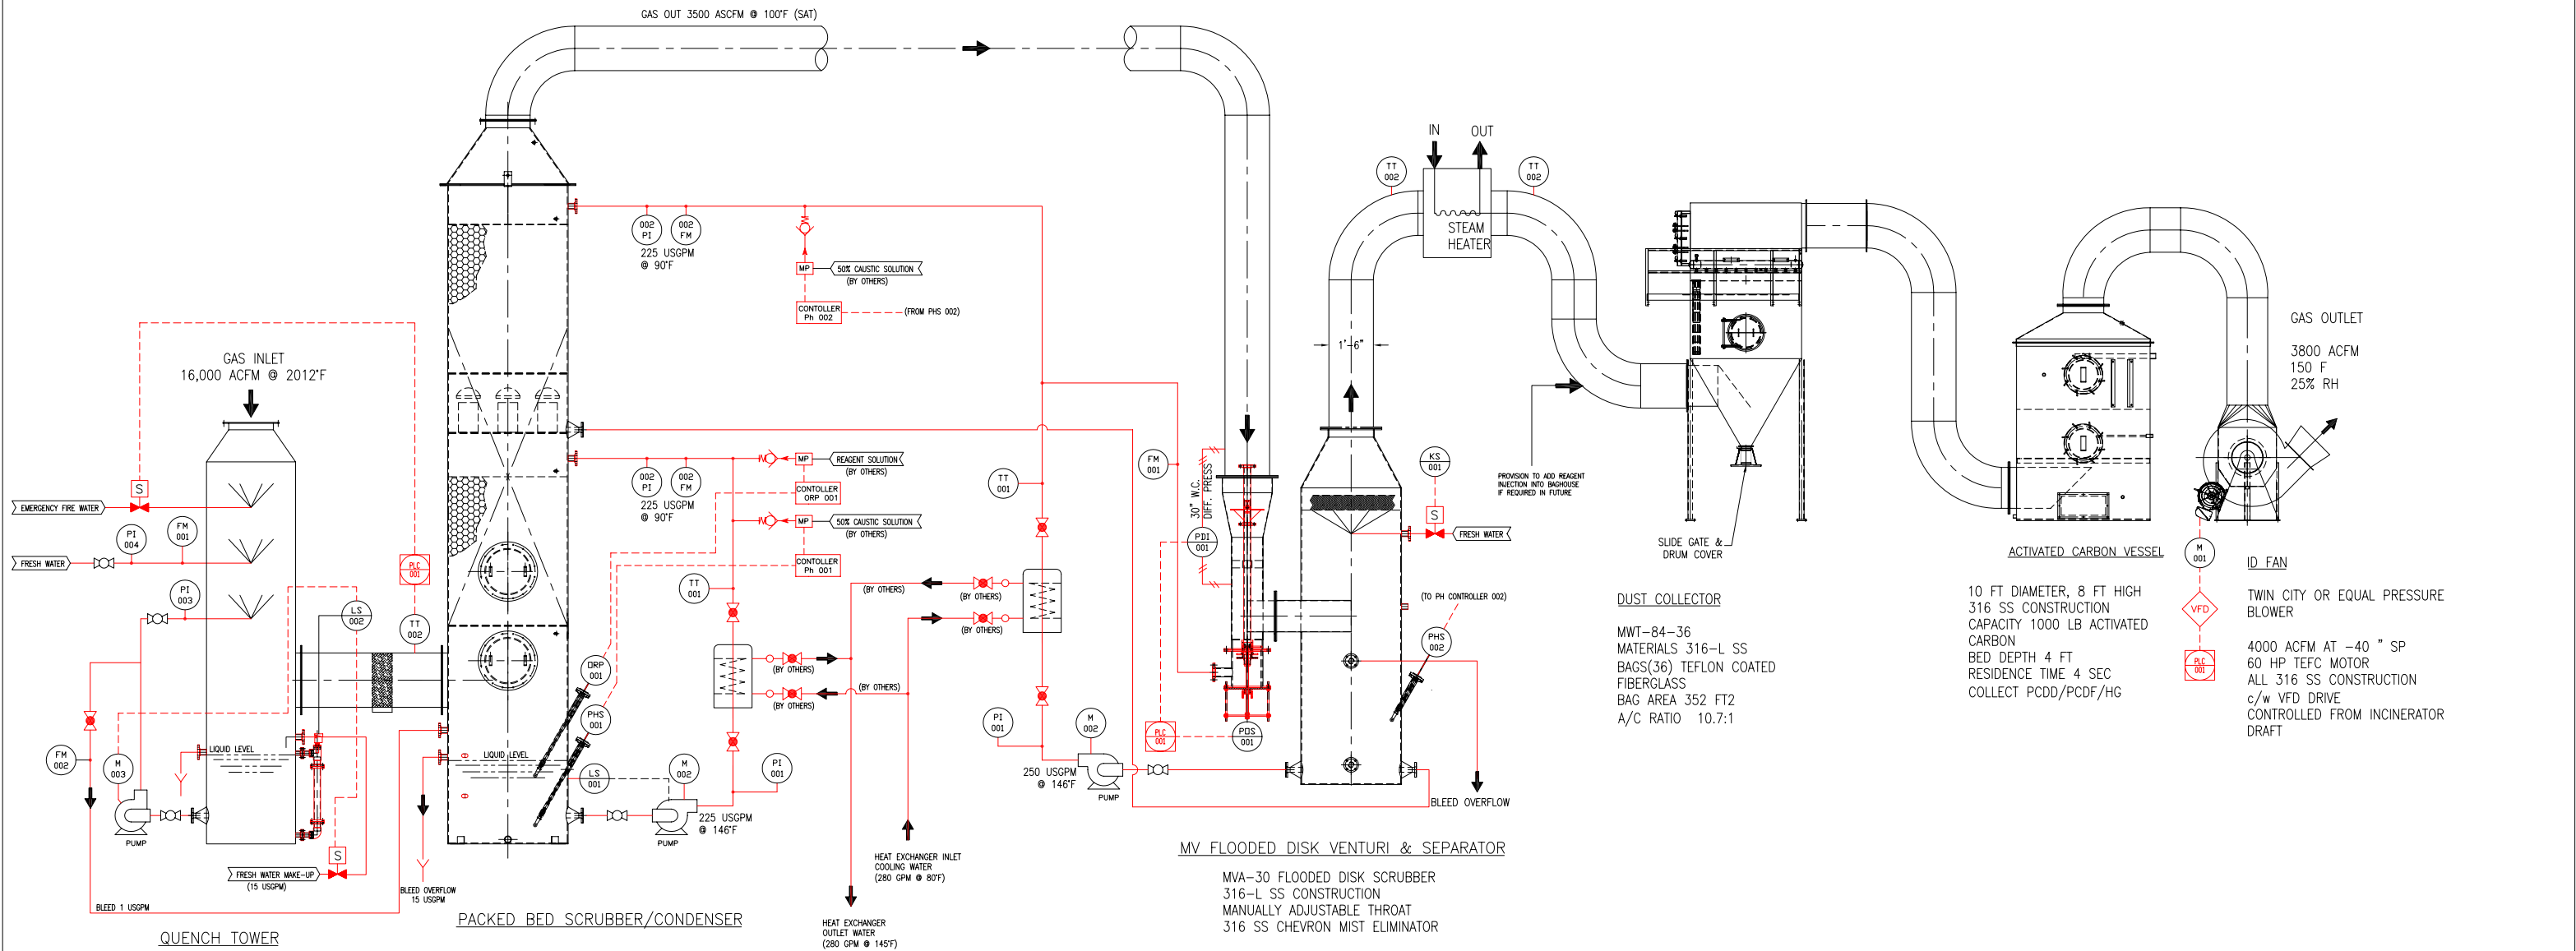 GAS OUT 3500 ASCFM @ 100°F (SAT)
GAS INLET
16,000 ACFM @ 2012°F
S
EMERGENCY FIRE WATER
PI
004
FM
001
FRESH WATER
PI
003
PLC
001
LS
002
TT
002
FM
002
M
003
LIQUID LEVEL
PUMP
S
FRESH WATER MAKE-UP
(15 USGPM)
BLEED 1 USGPM
QUENCH TOWER
002
PI
002
FM
225 USGPM
@ 90°F
MP
50% CAUSTIC SOLUTION
(BY OTHERS)
CONTOLLER
Ph 002
(FROM PHS 002)
002
PI
002
FM
225 USGPM
@ 90°F
MP
REAGENT SOLUTION
(BY OTHERS)
CONTOLLER
ORP 001
MP
50% CAUSTIC SOLUTION
(BY OTHERS)
CONTOLLER
Ph 001
TT
001
ORP
001
PHS
001
LIQUID LEVEL
LS
001
M
002
PI
001
225 USGPM
@ 146°F
PUMP
BLEED OVERFLOW
15 USGPM
PACKED BED SCRUBBER/CONDENSER
(BY OTHERS)
(BY OTHERS)
(BY OTHERS)
(BY OTHERS)
(BY OTHERS)
(BY OTHERS)
HEAT EXCHANGER INLET
COOLING WATER
(280 GPM @ 80°F)
HEAT EXCHANGER
OUTLET WATER
(280 GPM @ 145°F)
TT
001
PI
001
M
002
250 USGPM
@ 146°F
PUMP
FM
001
30" W.C.
DIFF. PRESS
PDI
001
PLC
001
POS
001
TT
002
IN
OUT
STEAM
HEATER
TT
002
1'-6"
KS
001
S
FRESH WATER
(TO PH CONTROLLER 002)
PHS
002
BLEED OVERFLOW
MV FLOODED DISK VENTURI & SEPARATOR
MVA-30 FLOODED DISK SCRUBBER
316-L SS CONSTRUCTION
MANUALLY ADJUSTABLE THROAT
316 SS CHEVRON MIST ELIMINATOR
PROVISION TO ADD REAGENT
INJECTION INTO BAGHOUSE
IF REQUIRED IN FUTURE
SLIDE GATE &
DRUM COVER
DUST COLLECTOR
MWT-84-36
MATERIALS 316-L SS
BAGS(36) TEFLON COATED
FIBERGLASS
BAG AREA 352 FT2
A/C RATIO 10.7:1
ACTIVATED CARBON VESSEL
10 FT DIAMETER, 8 FT HIGH
316 SS CONSTRUCTION
CAPACITY 1000 LB ACTIVATED
CARBON
BED DEPTH 4 FT
RESIDENCE TIME 4 SEC
COLLECT PCDD/PCDF/HG
GAS OUTLET
3800 ACFM
150 F
25% RH
M
001
VFD
PLC
001
ID FAN
TWIN CITY OR EQUAL PRESSURE
BLOWER
4000 ACFM AT -40 " SP
60 HP TEFC MOTOR
ALL 316 SS CONSTRUCTION
c/w VFD DRIVE
CONTROLLED FROM INCINERATOR
DRAFT